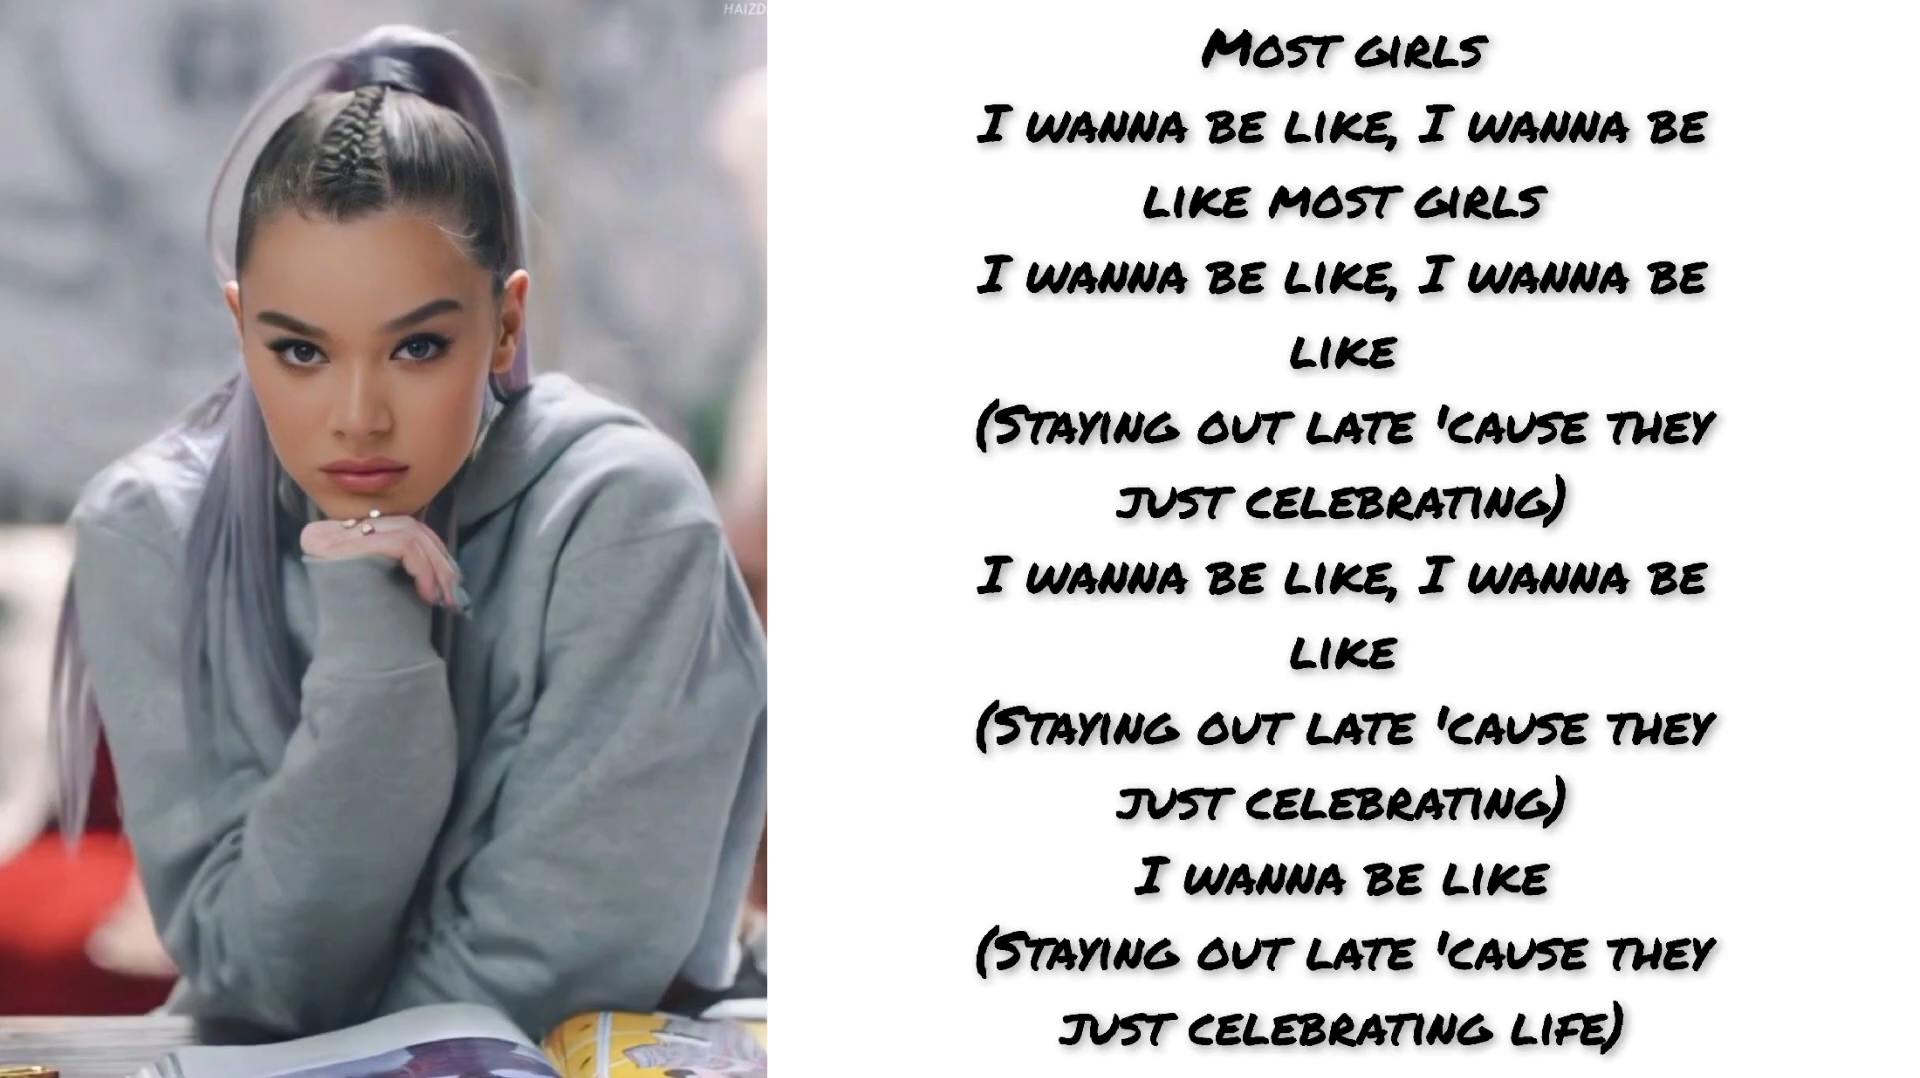 HAIZD
Most girls
I wanna be like, I wanna be
like most girls
I wanna be like, I wanna be
like
(Staying out late 'cause they
just celebrating)
I wanna be like, I wanna be
like
(Staying out late 'cause they
just celebrating)
I wanna be like
(Staying out late 'cause they
just celebrating life)